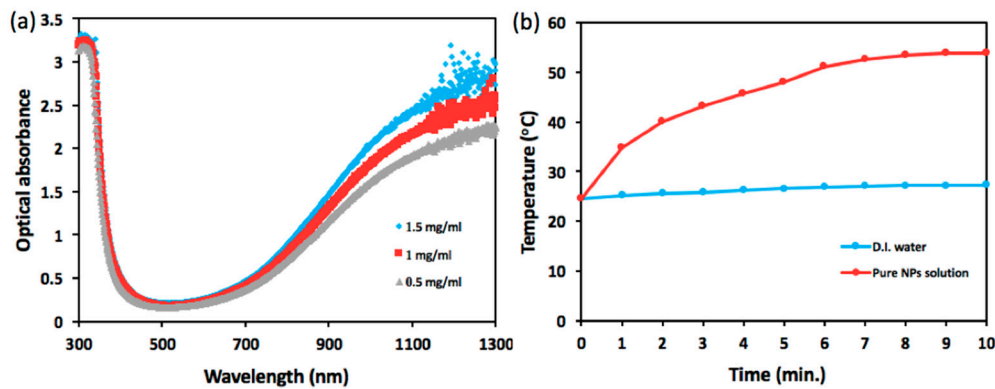 (a)
3.5
3
2.5
2
1.5
1
0.5
0
Optical absorbance
1.5 mg/ml
1 mg/ml
0.5 mg/ml
300 500 700 900 1100 1300
Wavelength (nm)
(b)
60
50
40
30
20
10
0
Temperature (°C)
D.I. water
Pure NPs solution
0 1 2 3 4 5 6 7 8 9 10
Time (min.)